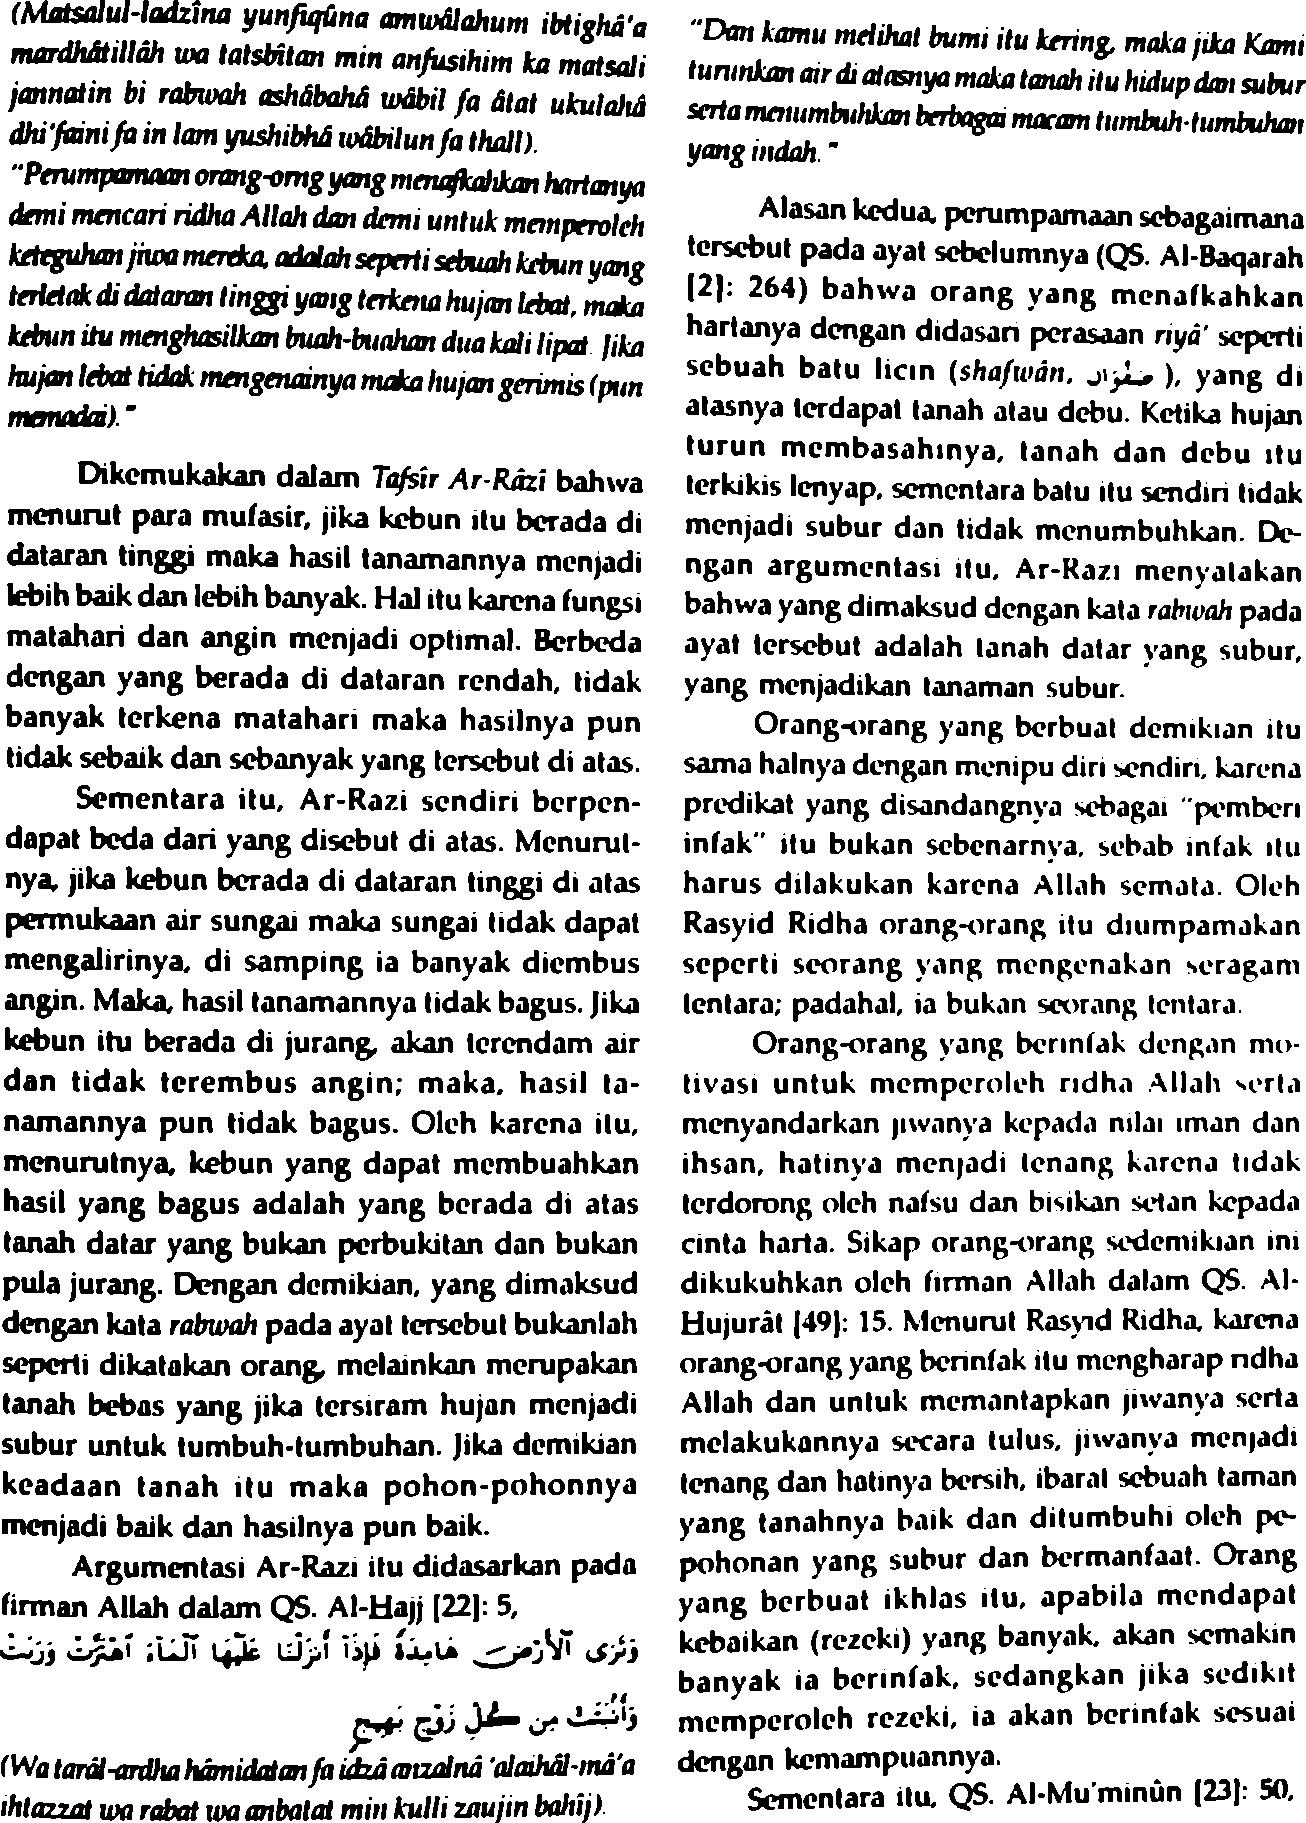 (Matsalul-ladzîna yunfiqûna amwâlahum ibtighâ'a
mardhâtillâh wa tatsbîtan min anfusihim ka matsali
jannatin bi rabwah ashâbahâ wâbil fa âtat ukulahâ
dhi'faini fa in lam yushibhâ wâbilun fa thall).
"Perumpamaan orang-orng yang menafkahkan hartanya
demi mencari ridha Allah dan demi untuk memperoleh
keteguhan jiwa mereka, adalah seperti sebuah kebun yang
terletak di dataran tinggi yang terkena hujan lebat, maka
kebun itu menghasilkan buah-buahan dua kali lipat. Jika
hujan lebat tidak mengenainya maka hujan gerimis (pun
memadai)."
Dikemukakan dalam Tafsîr Ar-Râzî bahwa
menurut para mufasir, jika kebun itu berada di
dataran tinggi maka hasil tanamannya menjadi
lebih baik dan lebih banyak. Hal itu karena fungsi
matahari dan angin menjadi optimal. Berbeda
dengan yang berada di dataran rendah, tidak
banyak terkena matahari maka hasilnya pun
tidak sebaik dan sebanyak yang tersebut di atas.
Sementara itu, Ar-Razi sendiri berpen-
dapat beda dari yang disebut di atas. Menurut-
nya, jika kebun berada di dataran tinggi di atas
permukaan air sungai maka sungai tidak dapat
mengalirinya, di samping ia banyak diembus
angin. Maka, hasil tanamannya tidak bagus. Jika
kebun itu berada di jurang, akan terendam air
dan tidak terembus angin; maka, hasil ta-
namannya pun tidak bagus. Oleh karena itu,
menurutnya, kebun yang dapat membuahkan
hasil yang bagus adalah yang berada di atas
tanah datar yang bukan perbukitan dan bukan
pula jurang. Dengan demikian, yang dimaksud
dengan kata rabwah pada ayat tersebut bukanlah
seperti dikatakan orang, melainkan merupakan
tanah bebas yang jika tersiram hujan menjadi
subur untuk tumbuh-tumbuhan. Jika demikian
keadaan tanah itu maka pohon-pohonnya
menjadi baik dan hasilnya pun baik.
Argumentasi Ar-Razi itu didasarkan pada
firman Allah dalam QS. Al-Hajj [22]: 5,
وَتَرَى ٱلْأَرْضَ هَامِدَةً فَإِذَآ أَنزَلْنَا عَلَيْهَا ٱلْمَآءَ ٱهْتَزَّتْ وَرَبَتْ
وَأَنۢبَتَتْ مِن كُلِّ زَوْجٍۭ بَهِيجٍ
(Wa tarâl-ardha hâmidatan fa idzâ anzalnâ 'alaihâl-mâ'a
ihtazzat wa rabat wa anbatat min kulli zaujin bahîj).
"Dan kamu melihat bumi itu kering, maka jika Kami
turunkan air di atasnya maka tanah itu hidup dan subur
serta menumbuhkan berbagai macam tumbuh-tumbuhan
yang indah."
Alasan kedua, perumpamaan sebagaimana
tersebut pada ayat sebelumnya (QS. Al-Baqarah
[2]: 264) bahwa orang yang menafkahkan
hartanya dengan didasari perasaan riyâ' seperti
sebuah batu licin (shafwân, صَفْوَان ), yang di
atasnya terdapat tanah atau debu. Ketika hujan
turun membasahinya, tanah dan debu itu
terkikis lenyap, sementara batu itu sendiri tidak
menjadi subur dan tidak menumbuhkan. De-
ngan argumentasi itu, Ar-Razi menyatakan
bahwa yang dimaksud dengan kata rabwah pada
ayat tersebut adalah tanah datar yang subur,
yang menjadikan tanaman subur.
Orang-orang yang berbuat demikian itu
sama halnya dengan menipu diri sendiri, karena
predikat yang disandangnya sebagai "pemberi
infak" itu bukan sebenarnya, sebab infak itu
harus dilakukan karena Allah semata. Oleh
Rasyid Ridha orang-orang itu diumpamakan
seperti seorang yang mengenakan seragam
tentara; padahal, ia bukan seorang tentara.
Orang-orang yang berinfak dengan mo-
tivasi untuk memperoleh ridha Allah serta
menyandarkan jiwanya kepada nilai iman dan
ihsan, hatinya menjadi tenang karena tidak
terdorong oleh nafsu dan bisikan setan kepada
cinta harta. Sikap orang-orang sedemikian ini
dikukuhkan oleh firman Allah dalam QS. Al-
Hujurât [49]: 15. Menurut Rasyid Ridha, karena
orang-orang yang berinfak itu mengharap ridha
Allah dan untuk memantapkan jiwanya serta
melakukannya secara tulus, jiwanya menjadi
tenang dan hatinya bersih, ibarat sebuah taman
yang tanahnya baik dan ditumbuhi oleh pe-
pohonan yang subur dan bermanfaat. Orang
yang berbuat ikhlas itu, apabila mendapat
kebaikan (rezeki) yang banyak, akan semakin
banyak ia berinfak, sedangkan jika sedikit
memperoleh rezeki, ia akan berinfak sesuai
dengan kemampuannya.
Sementara itu, QS. Al-Mu'minûn [23]: 50,